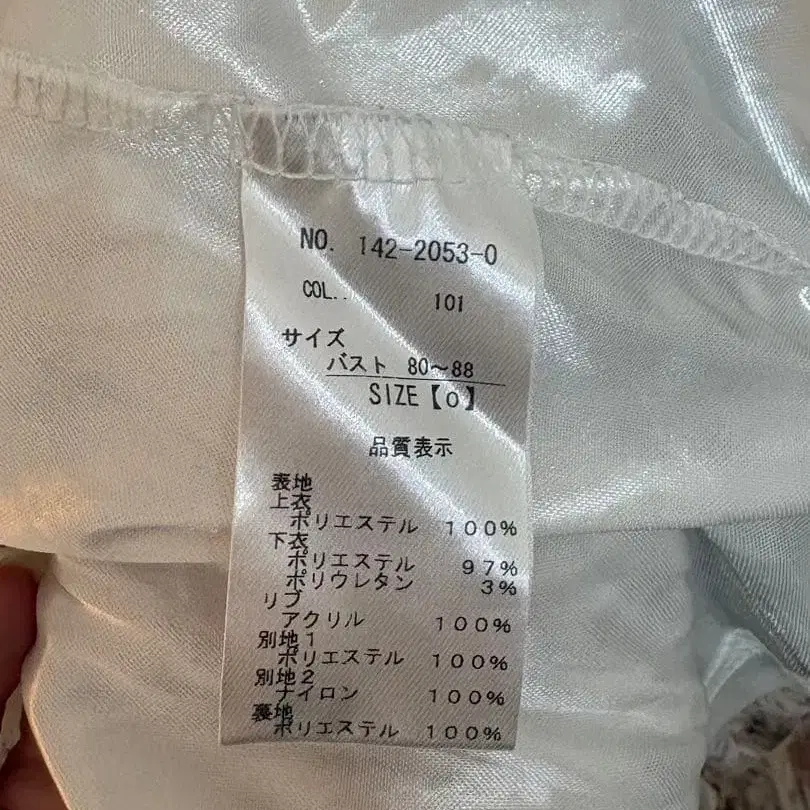 NO. 142-2053-0
COL.. 101
サイズ
バスト 80~88
SIZE【0】
品質表示
表地
上衣
ポリエステル 100%
下衣
ポリエステル 97%
ポリウレタン 3%
リブ
アクリル 100%
別地1
ポリエステル 100%
別地2
ナイロン 100%
裏地
ポリエステル 100%